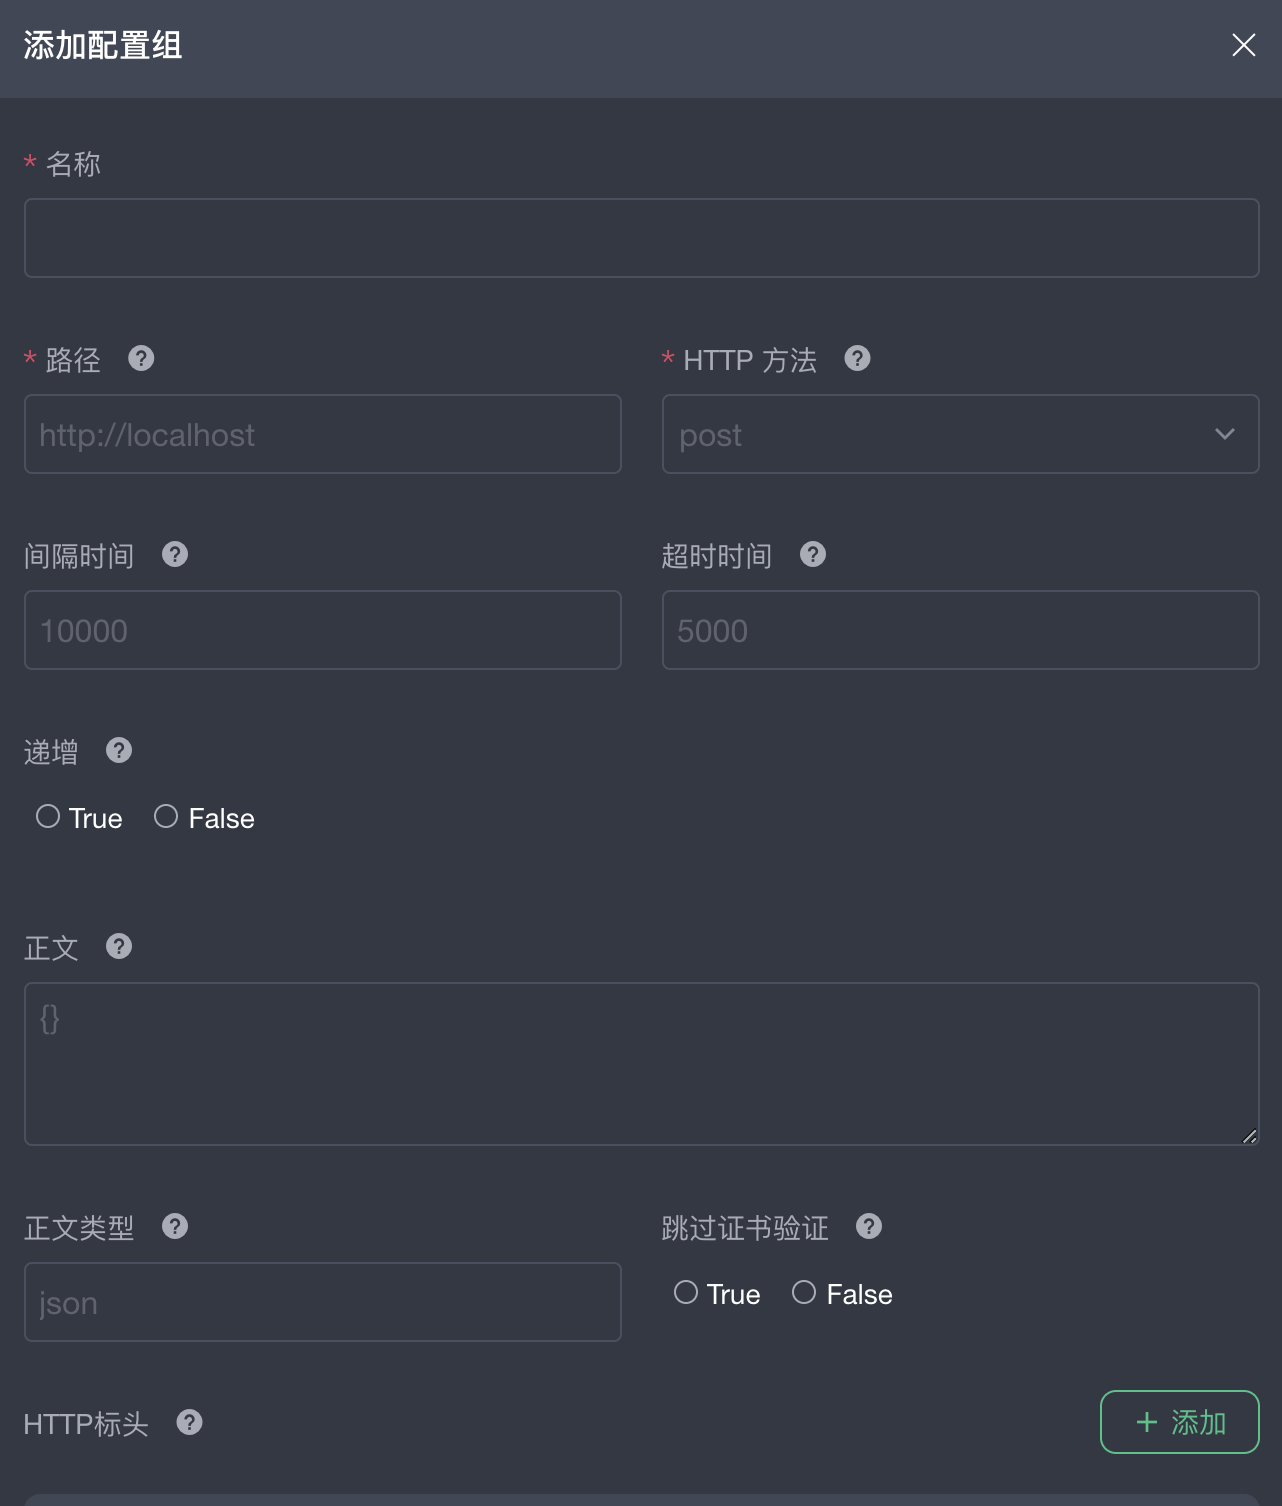 添加配置组
* 名称
* 路径
* HTTP 方法
http://localhost
post
间隔时间
超时时间
10000
5000
递增
True
False
正文
{}
正文类型
跳过证书验证
json
True
False
HTTP标头
+ 添加